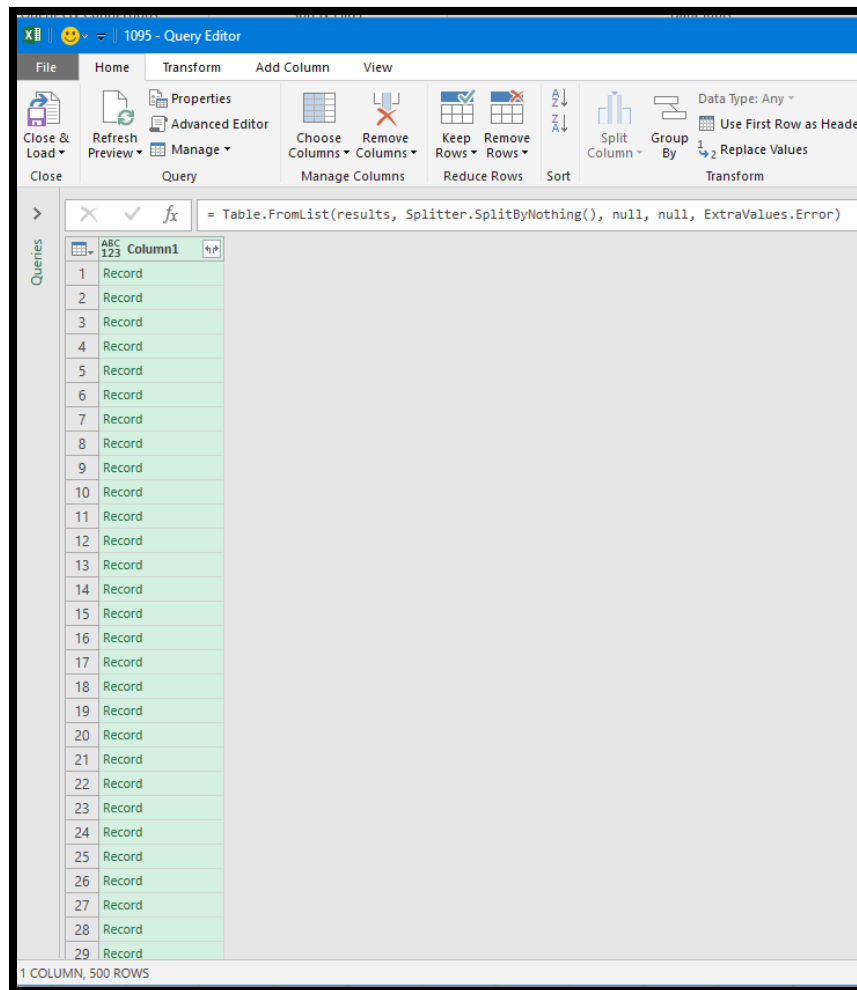 1095 - Query Editor
File Home Transform Add Column View
Properties
Advanced Editor
Manage
Close & Load
Refresh Preview
Choose Columns
Remove Columns
Keep Rows
Remove Rows
Split Column
Group By
Data Type: Any
Use First Row as Heade
Replace Values
Close Query Manage Columns Reduce Rows Sort Transform
= Table.FromList(results, Splitter.SplitByNothing(), null, null, ExtraValues.Error)
Queries
ABC 123 Column1
1 Record
2 Record
3 Record
4 Record
5 Record
6 Record
7 Record
8 Record
9 Record
10 Record
11 Record
12 Record
13 Record
14 Record
15 Record
16 Record
17 Record
18 Record
19 Record
20 Record
21 Record
22 Record
23 Record
24 Record
25 Record
26 Record
27 Record
28 Record
29 Record
1 COLUMN, 500 ROWS